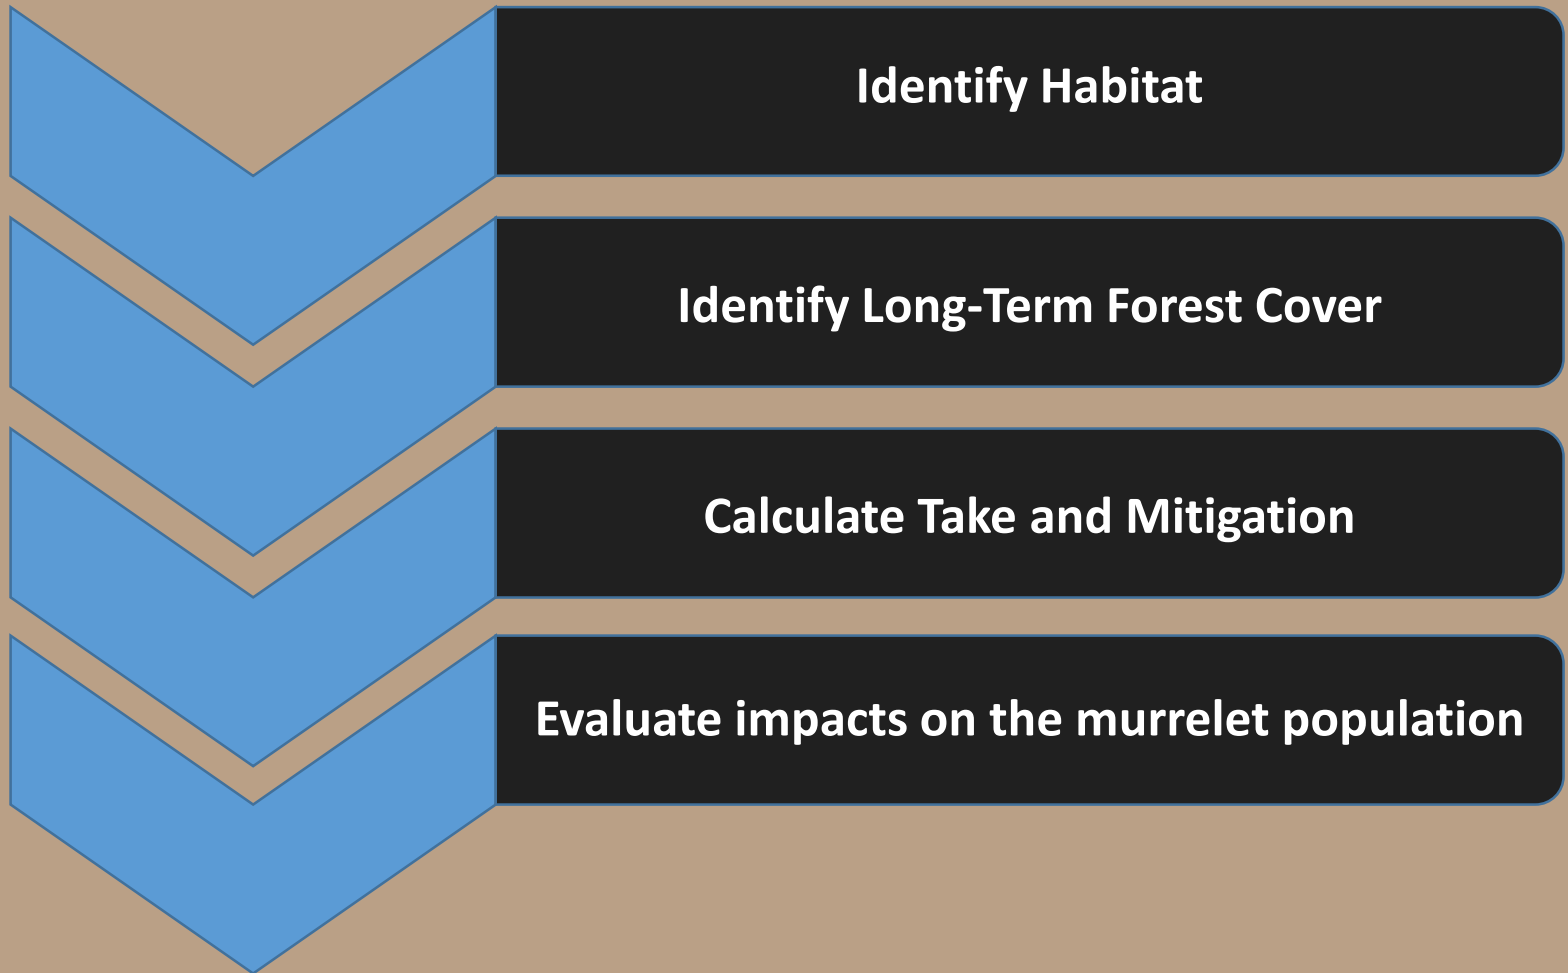 Identify Habitat
Identify Long-Term Forest Cover
Calculate Take and Mitigation
Evaluate impacts on the murrelet population